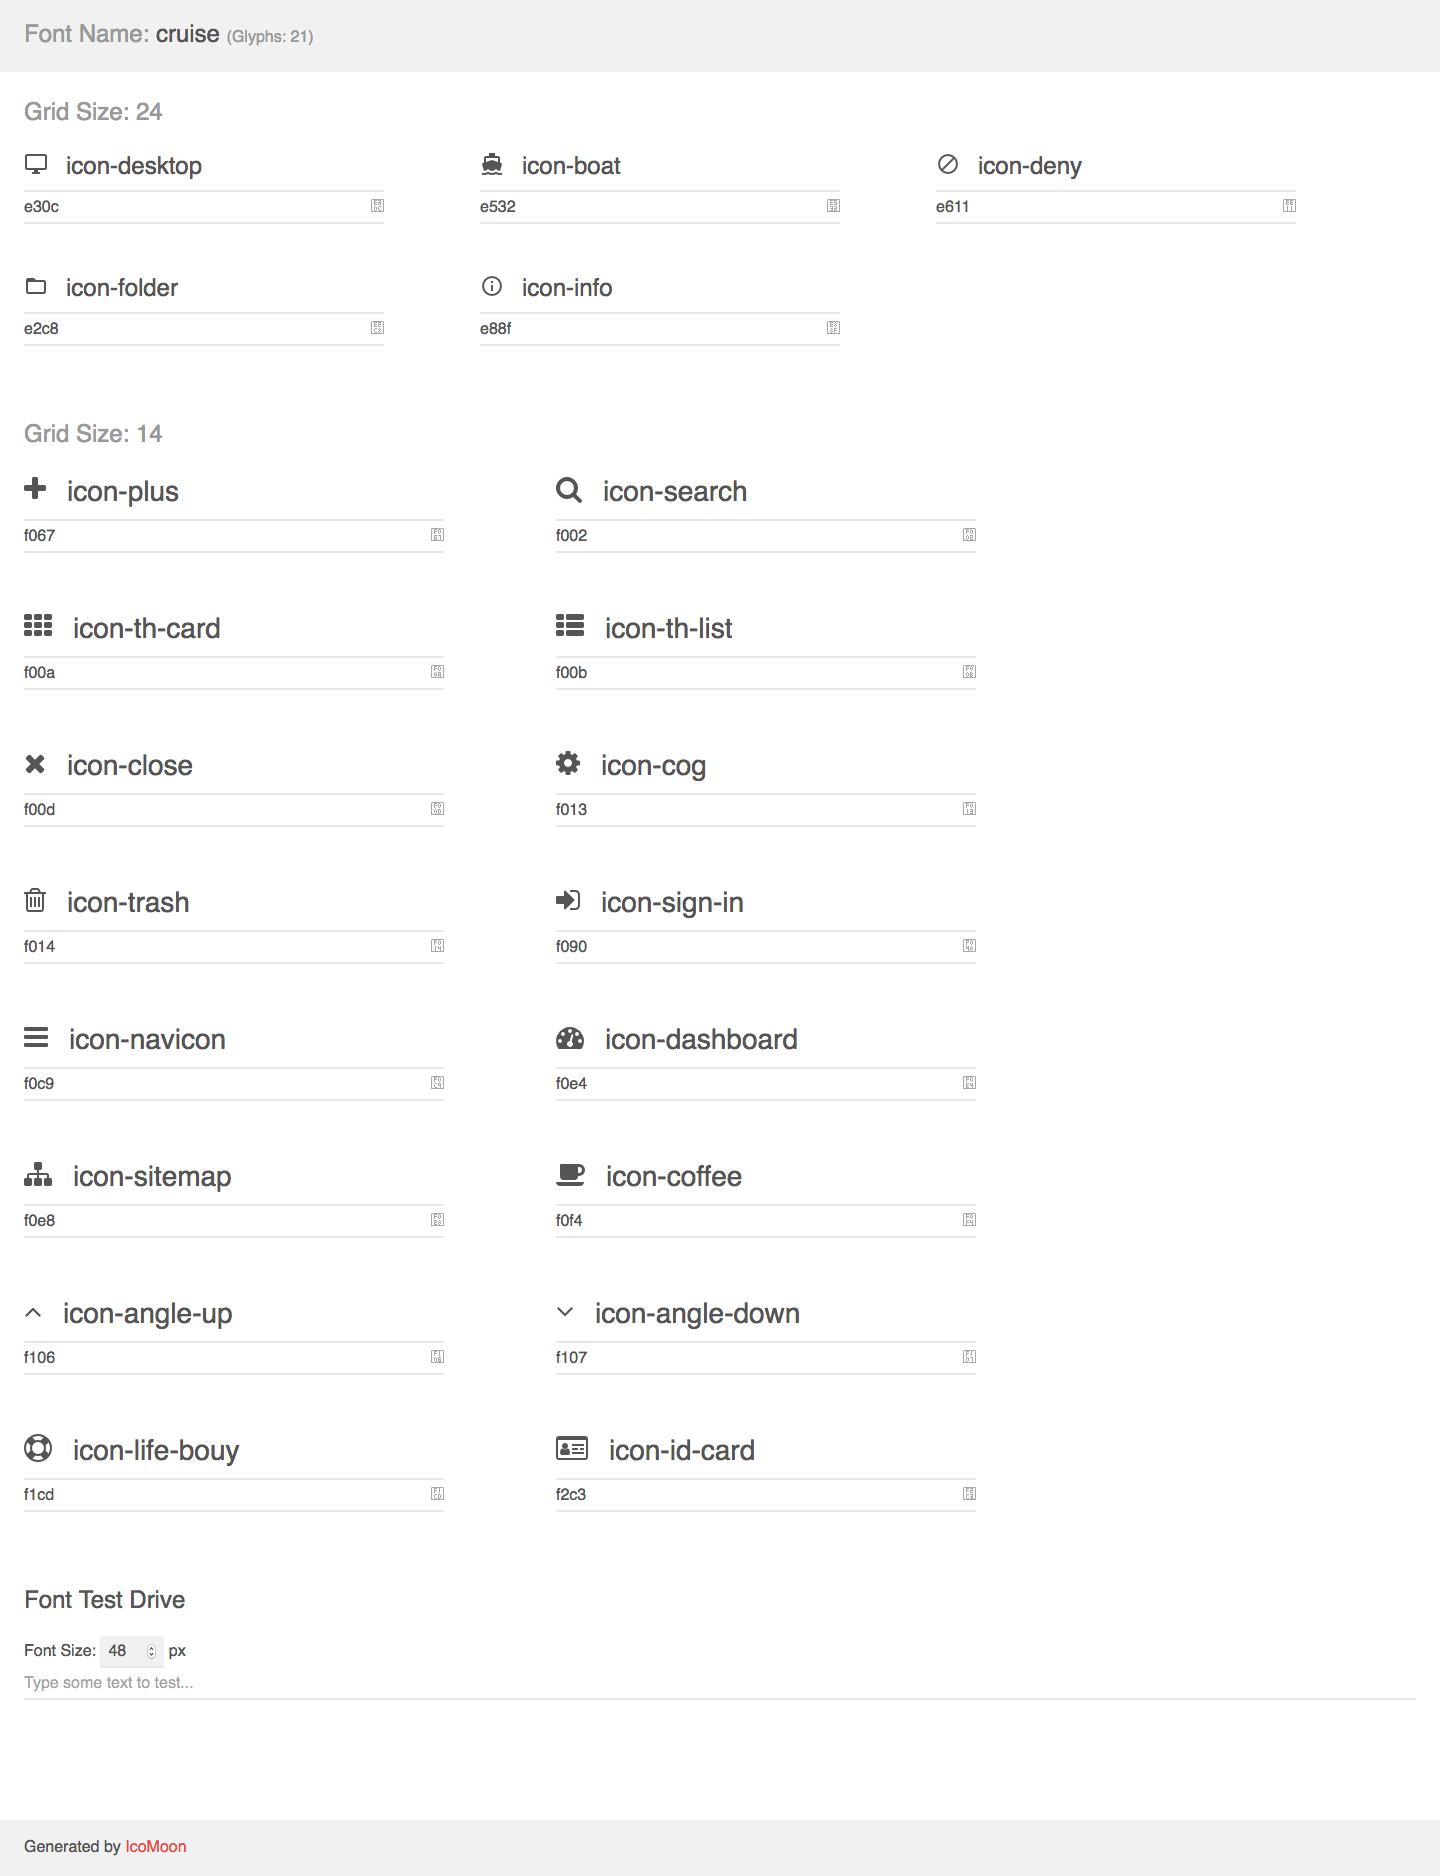 Font Name: cruise (Glyphs: 21)
Grid Size: 24
icon-desktop
e30c
icon-boat
e532
icon-deny
e611
icon-folder
e2c8
icon-info
e88f
Grid Size: 14
icon-plus
f067
icon-search
f002
icon-th-card
f00a
icon-th-list
f00b
icon-close
f00d
icon-cog
f013
icon-trash
f014
icon-sign-in
f090
icon-navicon
f0c9
icon-dashboard
f0e4
icon-sitemap
f0e8
icon-coffee
f0f4
icon-angle-up
f106
icon-angle-down
f107
icon-life-bouy
f1cd
icon-id-card
f2c3
Font Test Drive
Font Size: 48 px
Type some text to test...
Generated by IcoMoon